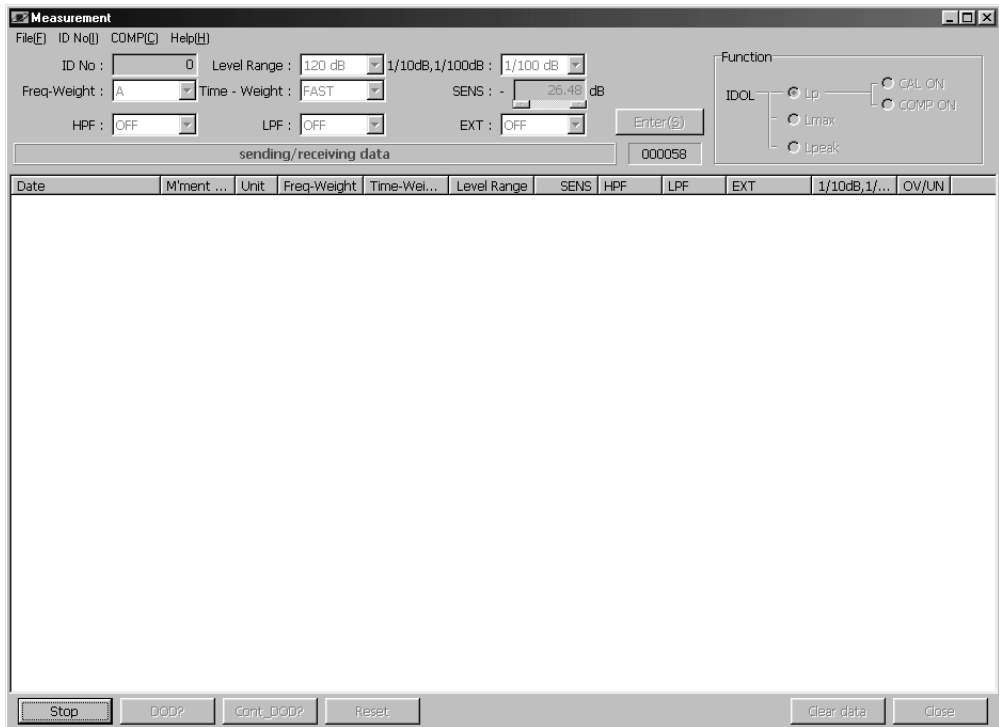 Measurement
File(F) ID No(I) COMP(C) Help(H)
ID No : 0 Level Range : 120 dB 1/10dB,1/100dB : 1/100 dB
Freq-Weight : A Time - Weight : FAST SENS : - 26.48 dB
HPF : OFF LPF : OFF EXT : OFF Enter(S)
Function
IDOL Lp CAL ON
COMP ON
Lmax
Lpeak
sending/receiving data 000058
Date M'ment ... Unit Freq-Weight Time-Wei... Level Range SENS HPF LPF EXT 1/10dB,1/... OV/UN
Stop DOD? Cont_DOD? Reset Clear data Close